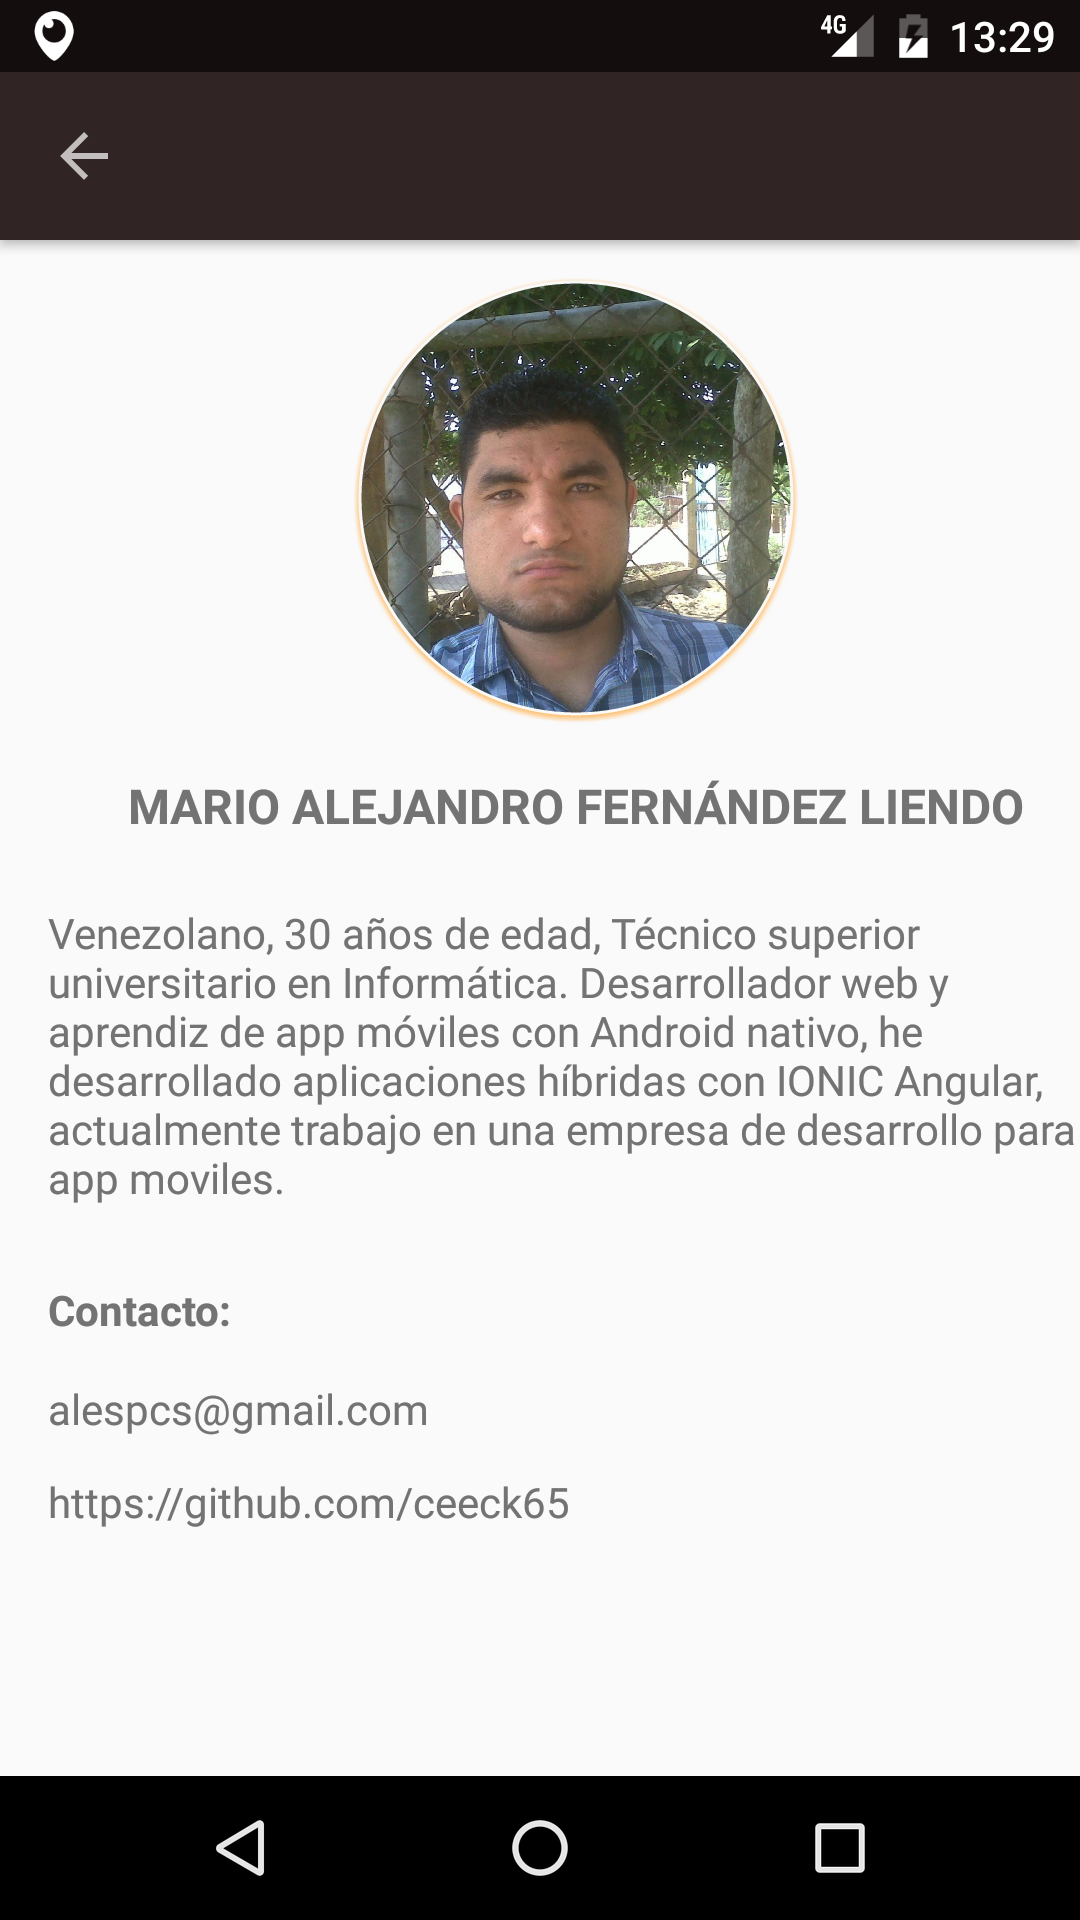 4G 13:29
MARIO ALEJANDRO FERNÁNDEZ LIENDO
Venezolano, 30 años de edad, Técnico superior
universitario en Informática. Desarrollador web y
aprendiz de app móviles con Android nativo, he
desarrollado aplicaciones híbridas con IONIC Angular,
actualmente trabajo en una empresa de desarrollo para
app moviles.
Contacto:
alespcs@gmail.com
https://github.com/ceeck65